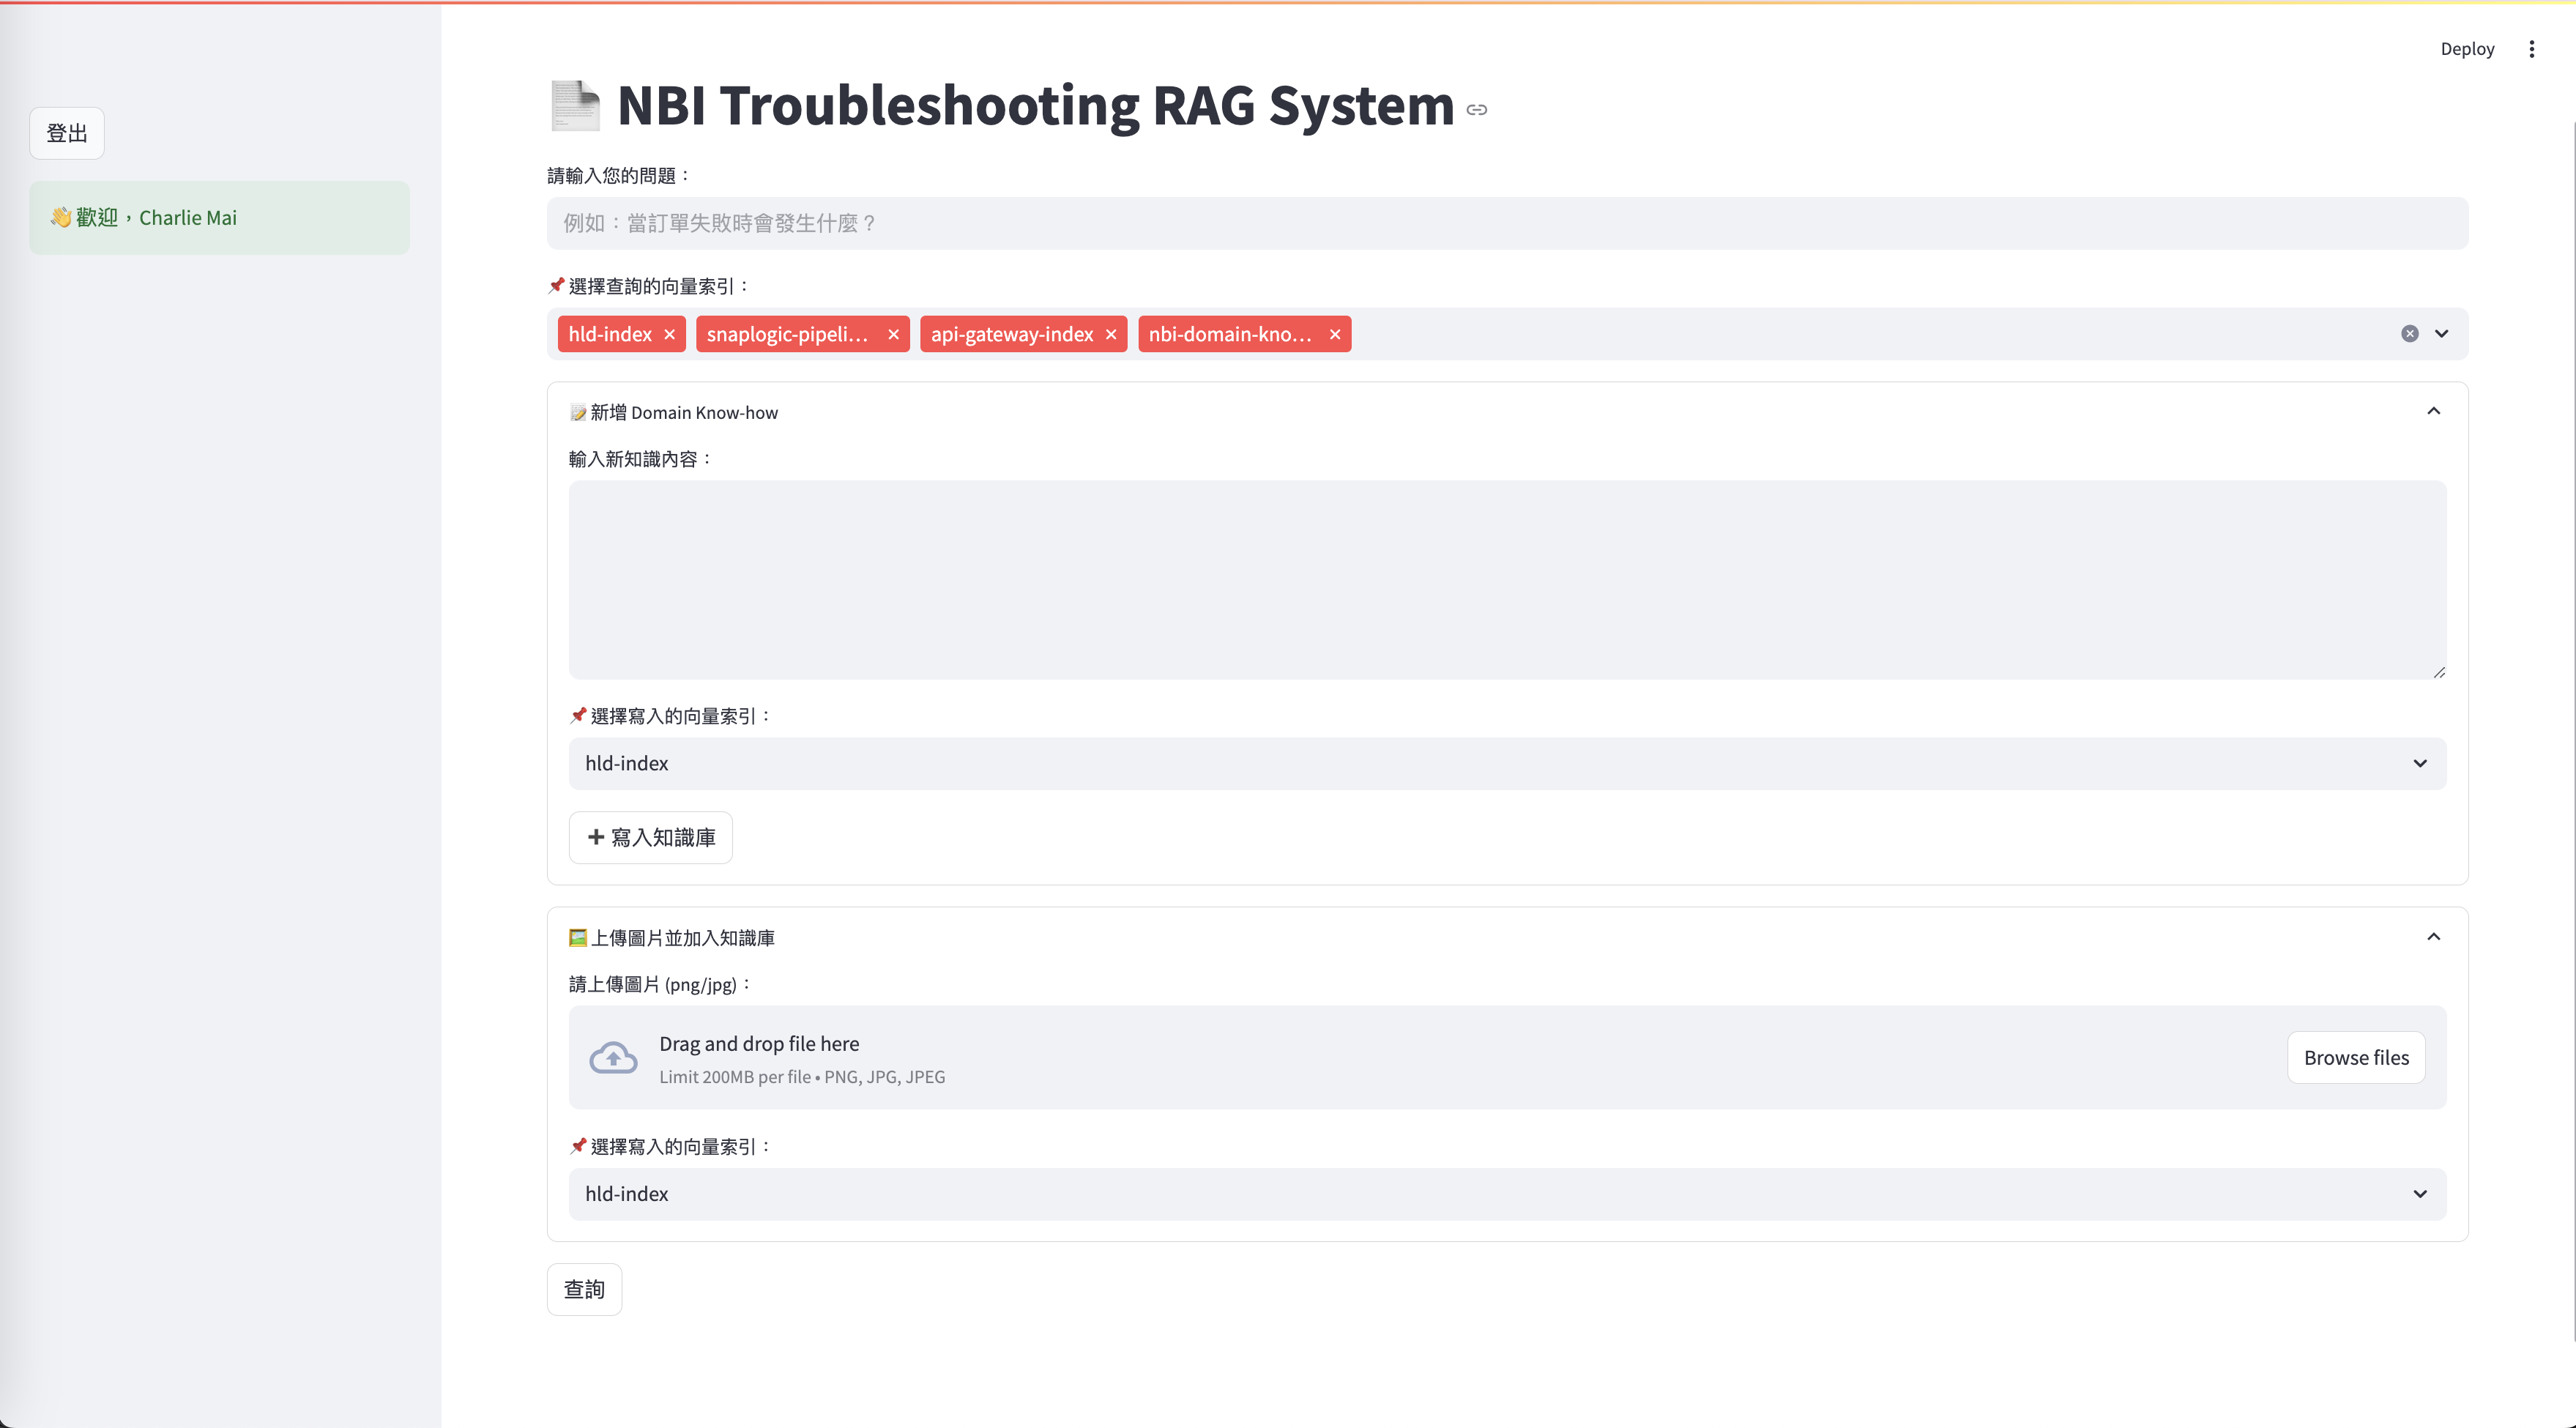 Deploy
登出
👋 歡迎，Charlie Mai
NBI Troubleshooting RAG System
請輸入您的問題：
例如：當訂單失敗時會發生什麼？
📌 選擇查詢的向量索引：
hld-index snaplogic-pipeli... api-gateway-index nbi-domain-kno...
📝 新增 Domain Know-how
輸入新知識內容：
📌 選擇寫入的向量索引：
hld-index
➕ 寫入知識庫
🖼️ 上傳圖片並加入知識庫
請上傳圖片 (png/jpg)：
Drag and drop file here
Limit 200MB per file • PNG, JPG, JPEG
Browse files
📌 選擇寫入的向量索引：
hld-index
查詢